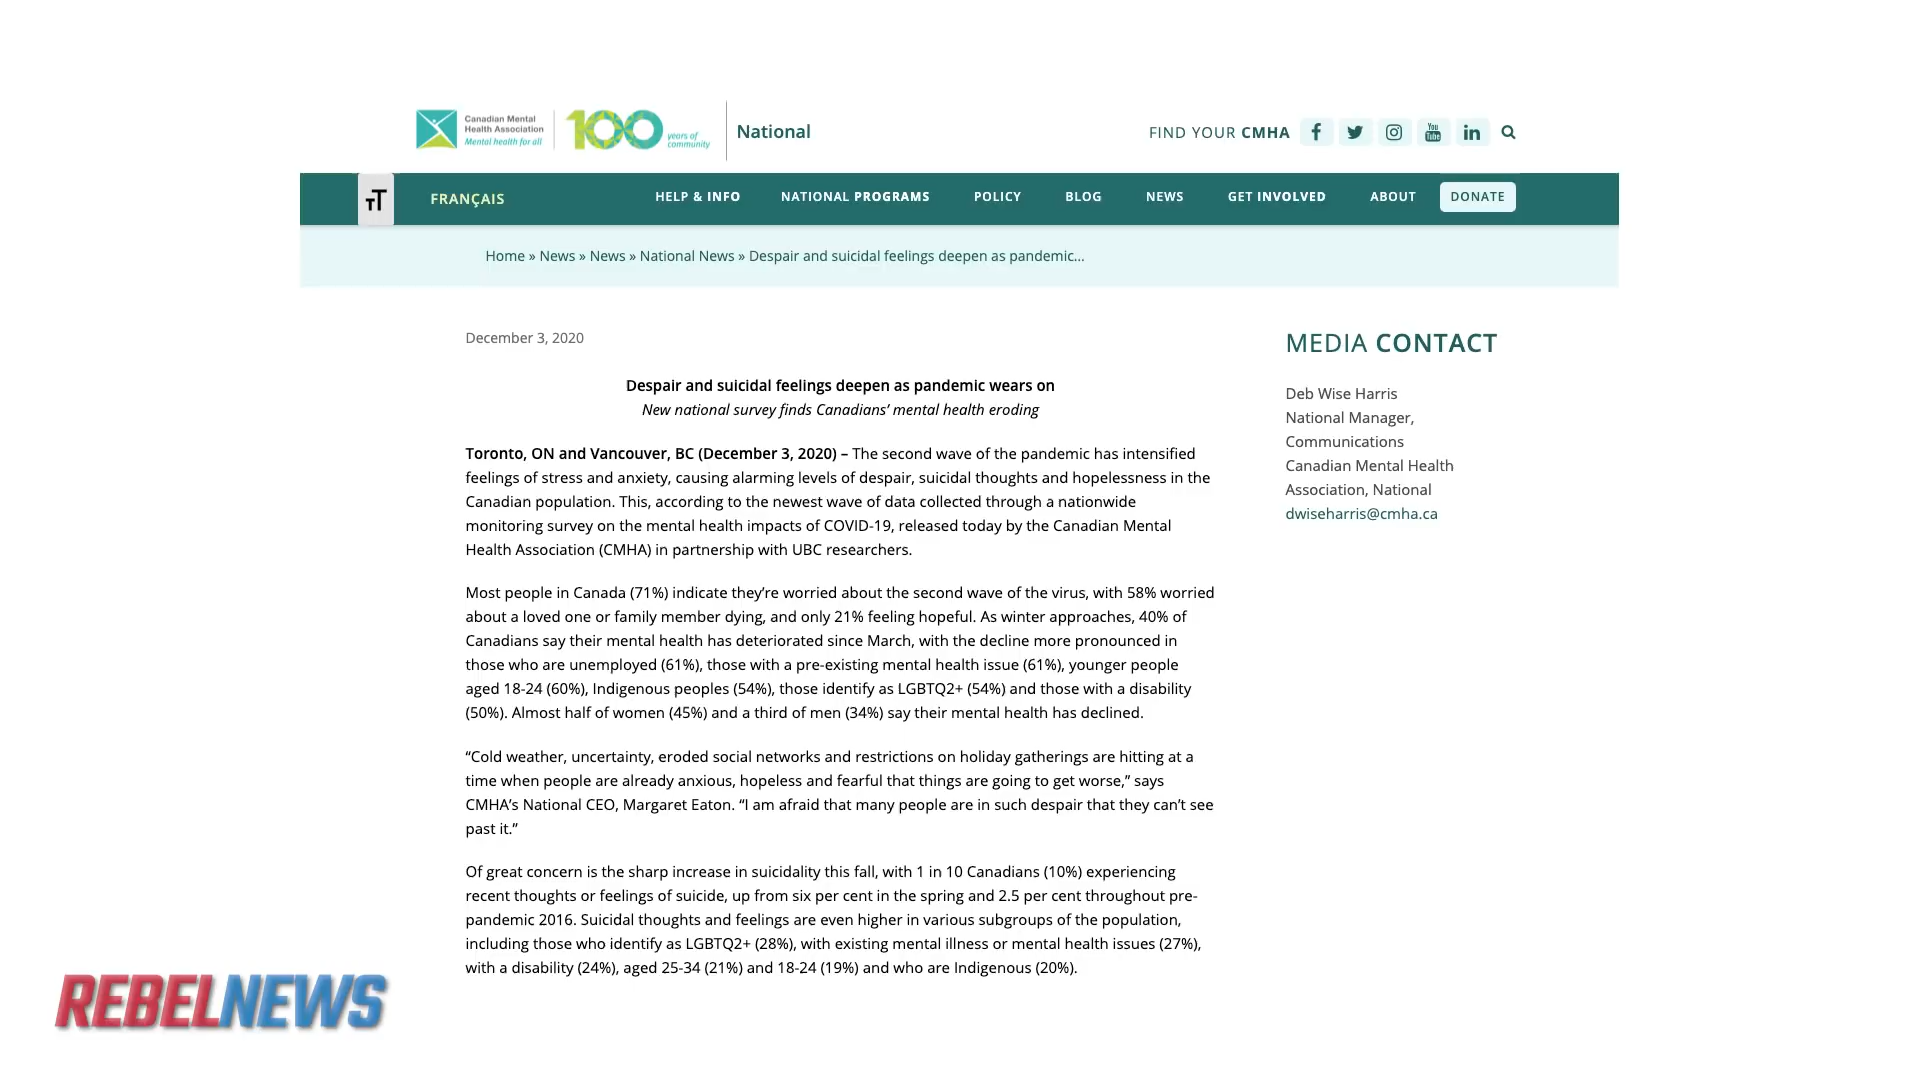 Canadian Mental
Health Association
Mental health for all
100 years of
community
National
FIND YOUR CMHA
You
Tube
in
TT
FRANÇAIS
HELP & INFO
NATIONAL PROGRAMS
POLICY
BLOG
NEWS
GET INVOLVED
ABOUT
DONATE
Home » News » News » National News » Despair and suicidal feelings deepen as pandemic...
December 3, 2020
Despair and suicidal feelings deepen as pandemic wears on
New national survey finds Canadians’ mental health eroding
Toronto, ON and Vancouver, BC (December 3, 2020) – The second wave of the pandemic has intensified
feelings of stress and anxiety, causing alarming levels of despair, suicidal thoughts and hopelessness in the
Canadian population. This, according to the newest wave of data collected through a nationwide
monitoring survey on the mental health impacts of COVID-19, released today by the Canadian Mental
Health Association (CMHA) in partnership with UBC researchers.
Most people in Canada (71%) indicate they’re worried about the second wave of the virus, with 58% worried
about a loved one or family member dying, and only 21% feeling hopeful. As winter approaches, 40% of
Canadians say their mental health has deteriorated since March, with the decline more pronounced in
those who are unemployed (61%), those with a pre-existing mental health issue (61%), younger people
aged 18-24 (60%), Indigenous peoples (54%), those identify as LGBTQ2+ (54%) and those with a disability
(50%). Almost half of women (45%) and a third of men (34%) say their mental health has declined.
“Cold weather, uncertainty, eroded social networks and restrictions on holiday gatherings are hitting at a
time when people are already anxious, hopeless and fearful that things are going to get worse,” says
CMHA’s National CEO, Margaret Eaton. “I am afraid that many people are in such despair that they can’t see
past it.”
Of great concern is the sharp increase in suicidality this fall, with 1 in 10 Canadians (10%) experiencing
recent thoughts or feelings of suicide, up from six per cent in the spring and 2.5 per cent throughout pre-
pandemic 2016. Suicidal thoughts and feelings are even higher in various subgroups of the population,
including those who identify as LGBTQ2+ (28%), with existing mental illness or mental health issues (27%),
with a disability (24%), aged 25-34 (21%) and 18-24 (19%) and who are Indigenous (20%).
MEDIA CONTACT
Deb Wise Harris
National Manager,
Communications
Canadian Mental Health
Association, National
dwiseharris@cmha.ca
REBELNEWS